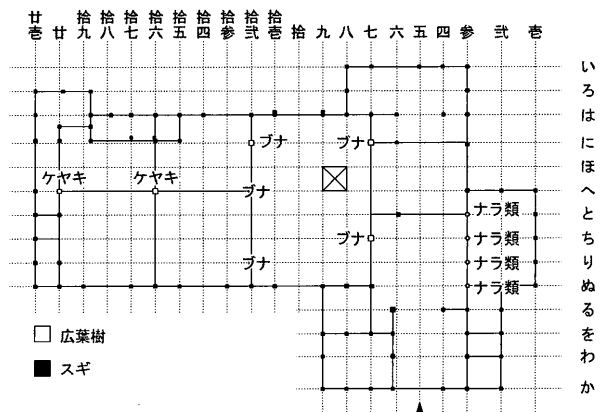 廿壱 廿 拾九 拾八 拾七 拾六 拾五 拾四 拾参 拾弐 拾壱 拾 九 八 七 六 五 四 参 弐 壱
い
ろ
は
ブナ ブナ に
ほ
ケヤキ ケヤキ
ブナ へ
ナラ類 と
ブナ ナラ類 ち
ブナ ナラ類 り
ナラ類 ぬ
る
広葉樹 を
わ
スギ
か